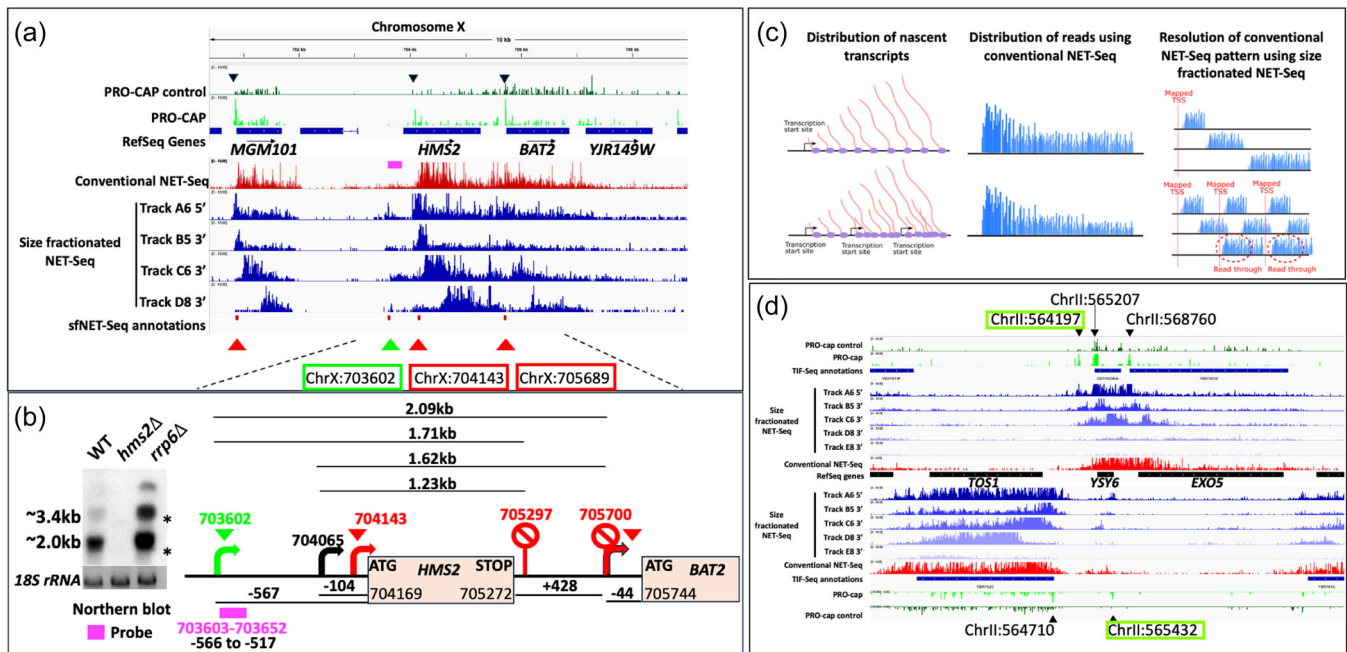 (a)
Chromosome X
10 kb
702 kb
704 kb
706 kb
708 kb
PRO-CAP control
PRO-CAP
RefSeq Genes
MGM101
HMS2
BAT2
YJR149W
Conventional NET-Seq
Size fractionated
NET-Seq
Track A6 5'
Track B5 3'
Track C6 3'
Track D8 3'
sfNET-Seq annotations
ChrX:703602
ChrX:704143
ChrX:705689
(b)
WT
hms2Δ
rrp6Δ
~3.4kb
*
~2.0kb
*
18S rRNA
Northern blot
Probe
2.09kb
1.71kb
1.62kb
1.23kb
703602
704065
704143
705297
705700
ATG
HMS2
STOP
704169
705272
ATG
BAT2
705744
-567
-104
+428
-44
703603-703652
-566 to -517
(c)
Distribution of nascent
transcripts
Distribution of reads using
conventional NET-Seq
Resolution of conventional
NET-Seq pattern using size
fractionated NET-Seq
Transcription
start site
Mapped
TSS
Transcription
start site
Transcription
start site
Transcription
start site
Mapped
TSS
Mapped
TSS
Mapped
TSS
Read through
Read through
(d)
ChrII:565207
ChrII:564197
ChrII:568760
PRO-cap control
PRO-cap
TIF-Seq annotations
Size
fractionated
NET-Seq
Track A6 5'
Track B5 3'
Track C6 3'
Track D8 3'
Track E8 3'
Conventional NET-Seq
RefSeq genes
TOS1
YSY6
EXO5
Size
fractionated
NET-Seq
Track A6 5'
Track B5 3'
Track C6 3'
Track D8 3'
Track E8 3'
Conventional NET-Seq
TIF-Seq annotations
PRO-cap
PRO-cap control
ChrII:564710
ChrII:565432